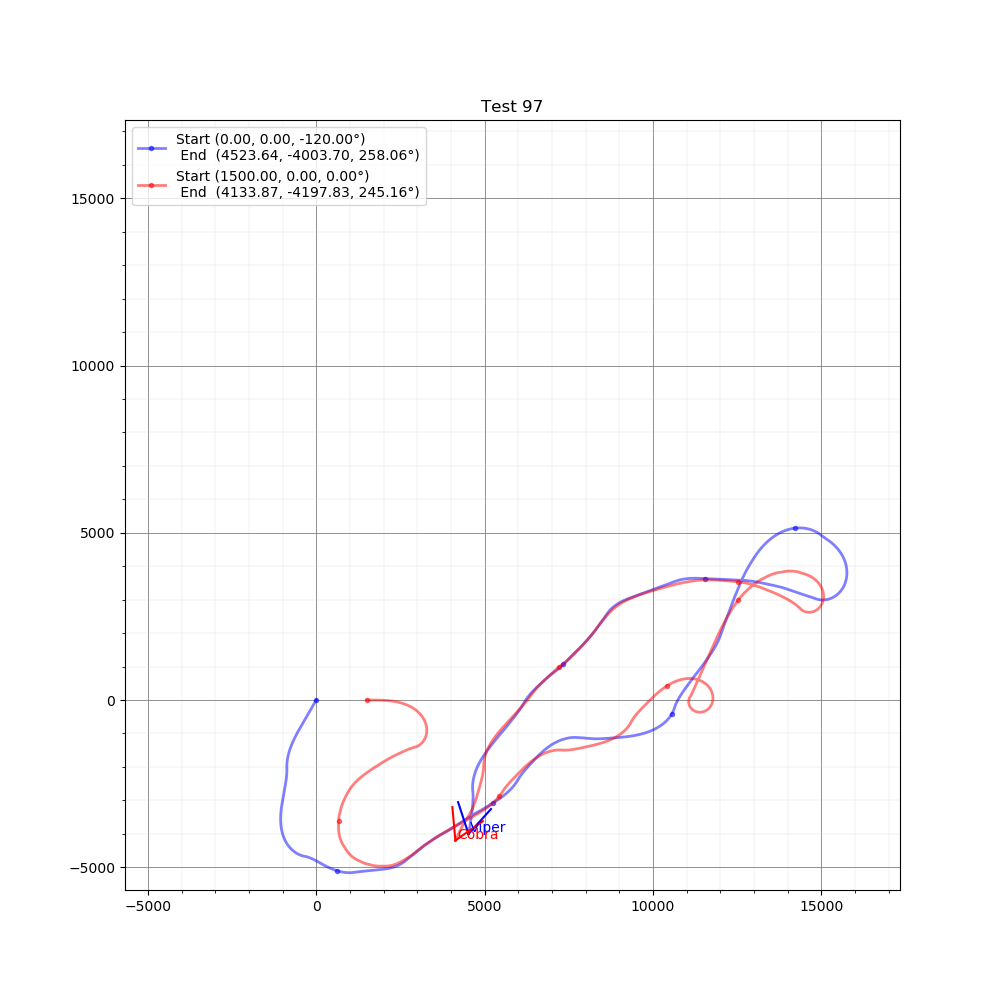 Test 97
Start (0.00, 0.00, -120.00°)
End (4523.64, -4003.70, 258.06°)
Start (1500.00, 0.00, 0.00°)
End (4133.87, -4197.83, 245.16°)
15000
10000
5000
0
−5000
Viper
Cobra
−5000
0
5000
10000
15000